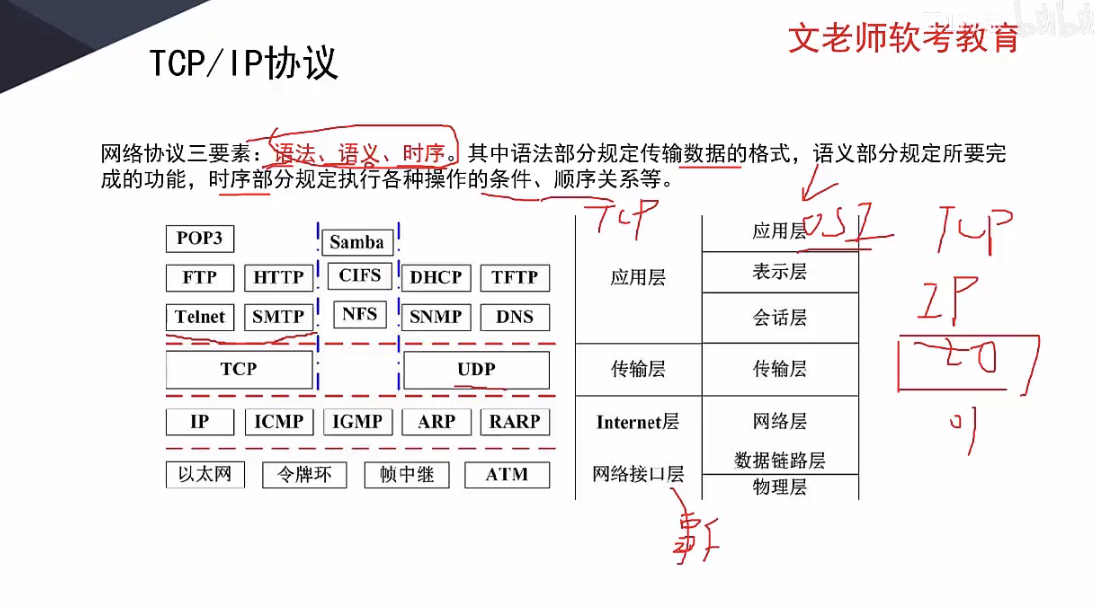 文老师软考教育
TCP/IP协议
网络协议三要素：语法、语义、时序。其中语法部分规定传输数据的格式，语义部分规定所要完
成的功能，时序部分规定执行各种操作的条件、顺序关系等。
TCP
OSI
TCP
IP
POP3
Samba
FTP
HTTP
CIFS
DHCP
TFTP
Telnet
SMTP
NFS
SNMP
DNS
TCP
UDP
IP
ICMP
IGMP
ARP
RARP
以太网
令牌环
帧中继
ATM
应用层
应用层
表示层
会话层
传输层
传输层
Internet层
网络层
网络接口层
数据链路层
物理层